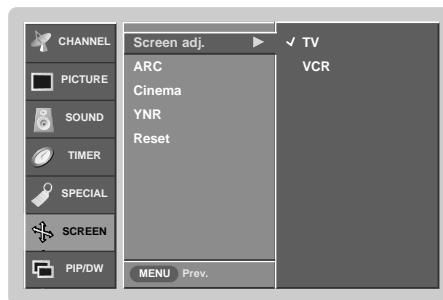 CHANNEL
PICTURE
SOUND
TIMER
SPECIAL
SCREEN
PIP/DW
Screen adj.
ARC
Cinema
YNR
Reset
MENU Prev.
TV
VCR